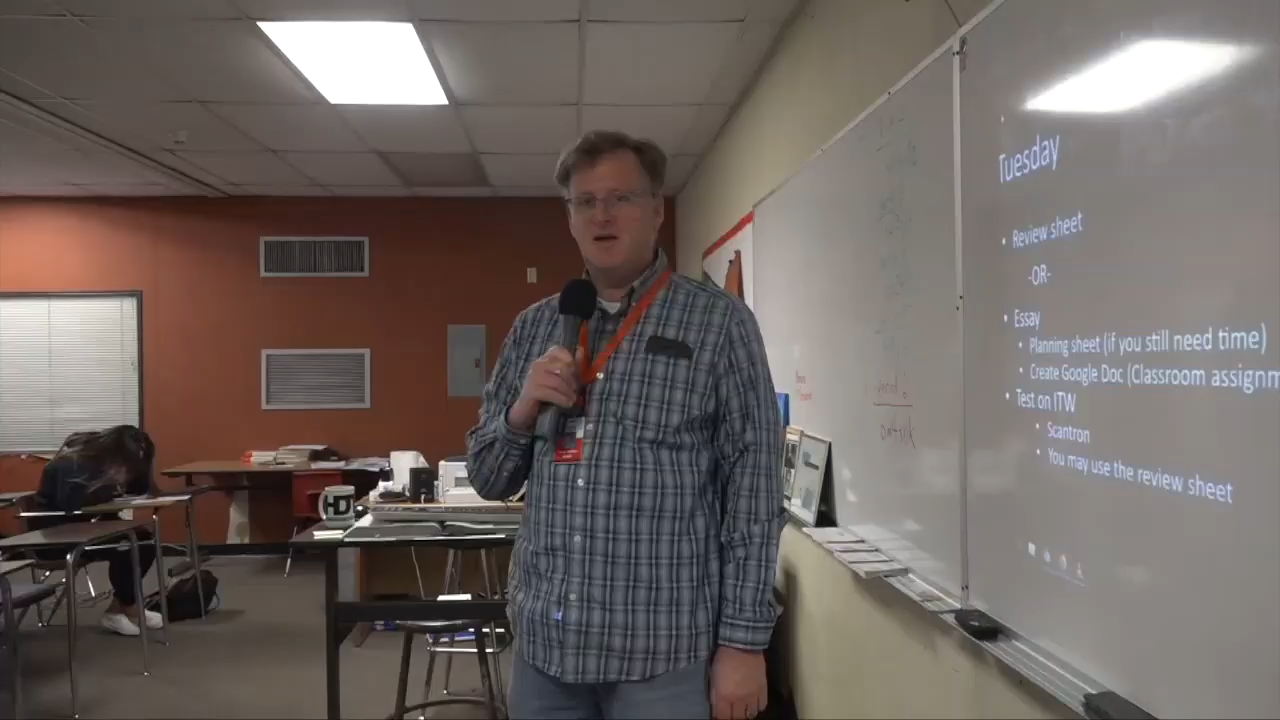 Tuesday
• Review sheet
-OR-
• Essay
• Planning sheet (if you still need time)
• Create Google Doc (Classroom assignm
• Test on ITW
• Scantron
• You may use the review sheet
HD